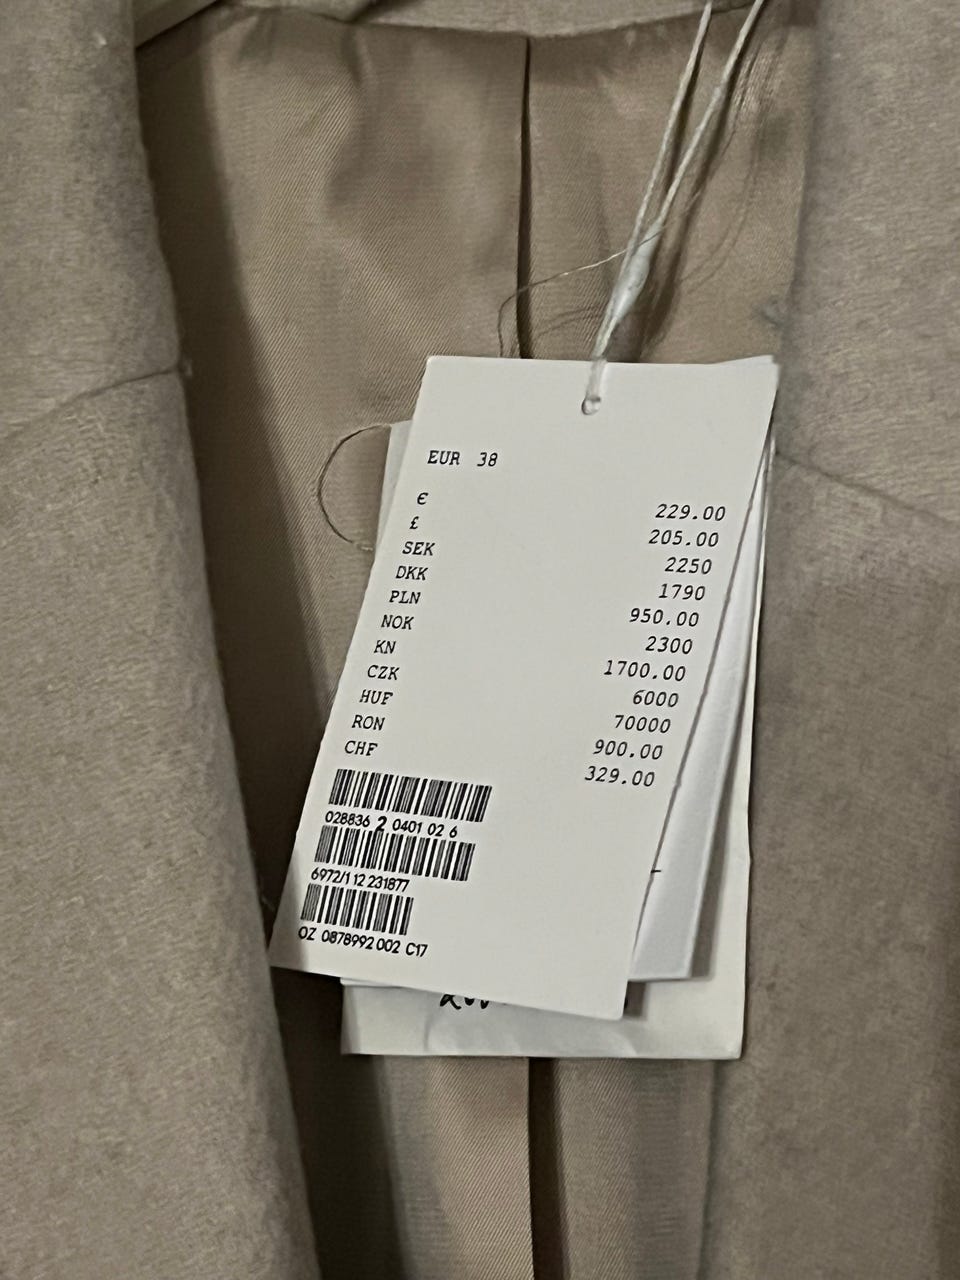 EUR 38
€ 229.00
£ 205.00
SEK 2250
DKK 1790
PLN 950.00
NOK 2300
KN 1700.00
CZK 6000
HUF 70000
RON 900.00
CHF 329.00
028836 2 0401 02 6
6972/1 12 231877
OZ 0878992 002 C17